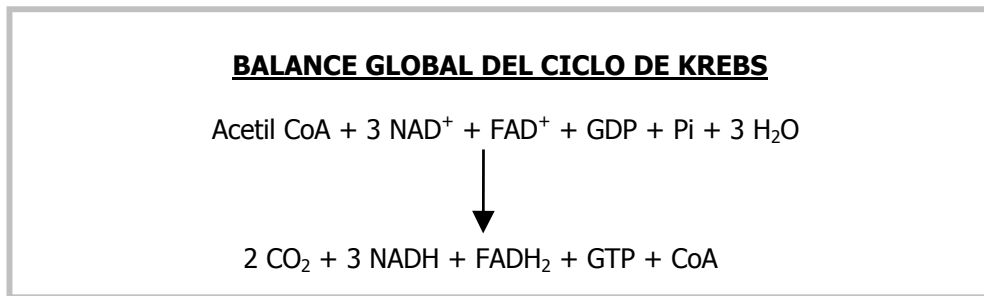 BALANCE GLOBAL DEL CICLO DE KREBS
Acetil CoA + 3 NAD⁺ + FAD⁺ + GDP + Pi + 3 H₂O
2 CO₂ + 3 NADH + FADH₂ + GTP + CoA